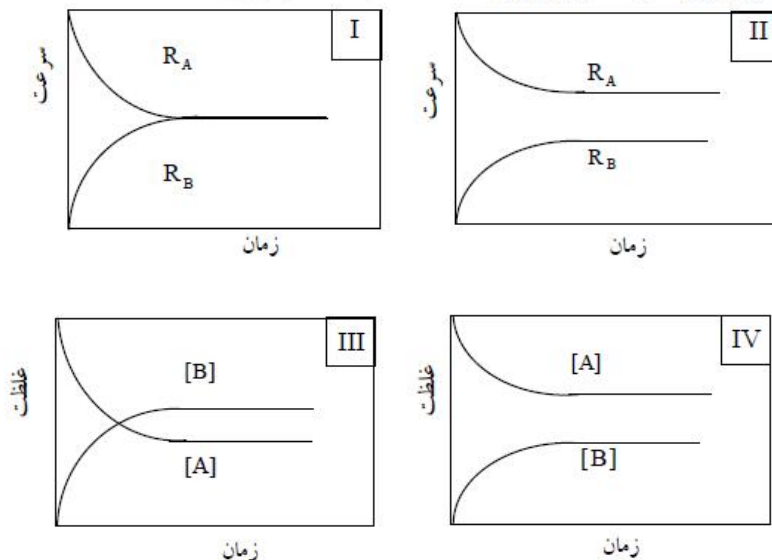 I
R_A
سرعت
R_B
زمان
II
R_A
سرعت
R_B
زمان
III
[B]
غلظت
[A]
زمان
IV
[A]
غلظت
[B]
زمان